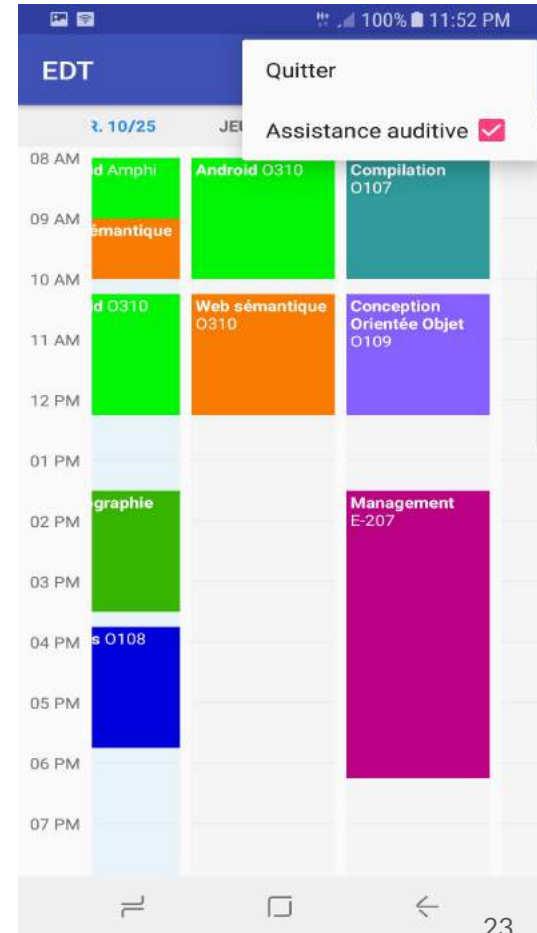 100% 11:52 PM
EDT
Quitter
Assistance auditive
R. 10/25
JEU
08 AM
d Amphi
Android O310
Compilation
O107
09 AM
émantique
10 AM
d O310
Web sémantique
O310
Conception
Orientée Objet
O109
11 AM
12 PM
01 PM
graphie
Management
E-207
02 PM
03 PM
04 PM
s O108
05 PM
06 PM
07 PM
23